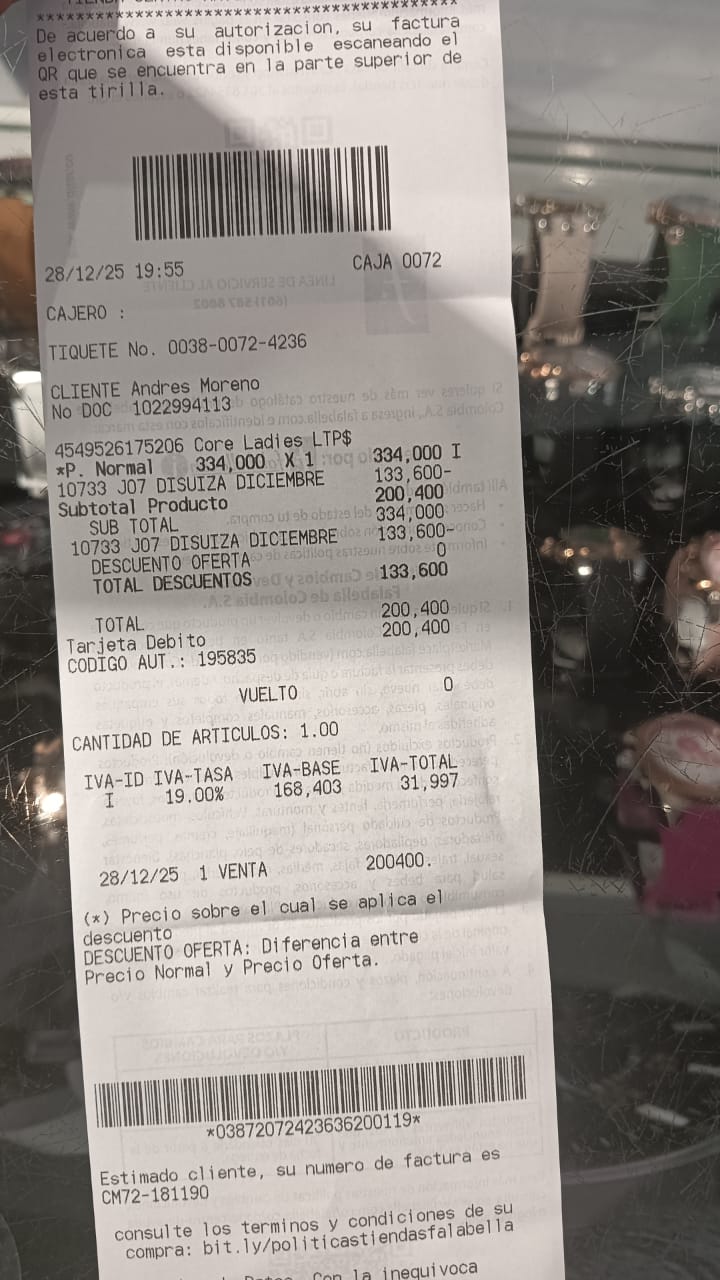 ****************************************
De acuerdo a su autorizacion, su factura
electronica esta disponible escaneando el
QR que se encuentra en la parte superior de
esta tirilla.
28/12/25 19:55 CAJA 0072
CAJERO :
TIQUETE No. 0038-0072-4236
CLIENTE Andres Moreno
No DOC 1022994113
4549526175206 Core Ladies LTP$
*P. Normal 334,000 X 1 334,000 I
10733 J07 DISUIZA DICIEMBRE 133,600-
Subtotal Producto 200,400
SUB TOTAL 334,000
10733 J07 DISUIZA DICIEMBRE 133,600-
DESCUENTO OFERTA 0
TOTAL DESCUENTOS 133,600
TOTAL 200,400
Tarjeta Debito 200,400
CODIGO AUT.: 195835
VUELTO 0
CANTIDAD DE ARTICULOS: 1.00
IVA-ID IVA-TASA IVA-BASE IVA-TOTAL
I 19.00% 168,403 31,997
28/12/25 1 VENTA 200400.
(*) Precio sobre el cual se aplica el
descuento
DESCUENTO OFERTA: Diferencia entre
Precio Normal y Precio Oferta.
*03872072423636200119*
Estimado cliente, su numero de factura es
CM72-181190
consulte los terminos y condiciones de su
compra: bit.ly/politicastiendasfalabella
Con la inequivoca